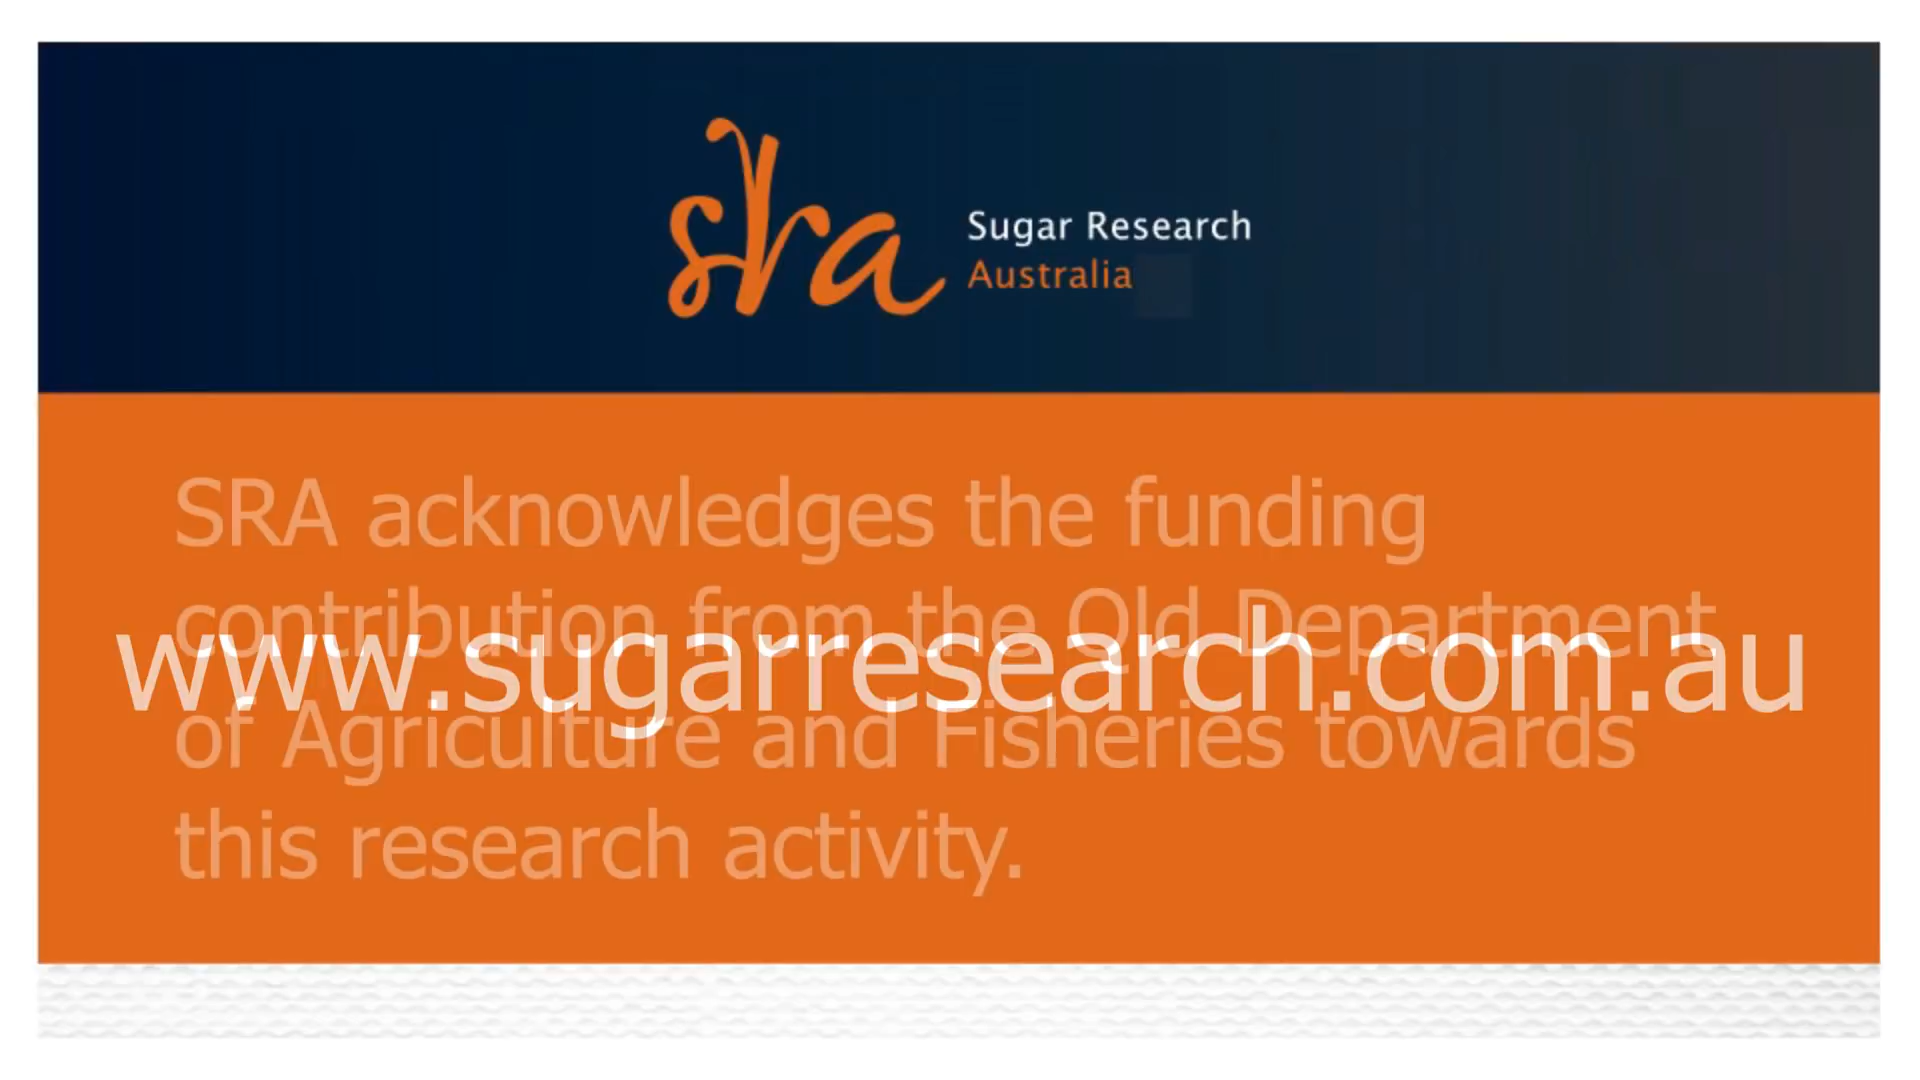 sra
Sugar Research
Australia
SRA acknowledges the funding
contribution from the Qld Department
www.sugarresearch.com.au
of Agriculture and Fisheries towards
this research activity.